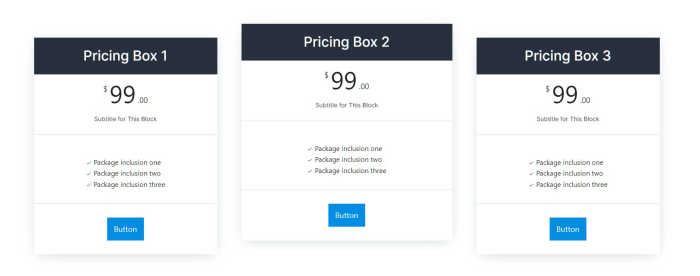 Pricing Box 1
$99.00
Subtitle for This Block
✓ Package inclusion one
✓ Package inclusion two
✓ Package inclusion three
Button
Pricing Box 2
$99.00
Subtitle for This Block
✓ Package inclusion one
✓ Package inclusion two
✓ Package inclusion three
Button
Pricing Box 3
$99.00
Subtitle for This Block
✓ Package inclusion one
✓ Package inclusion two
✓ Package inclusion three
Button